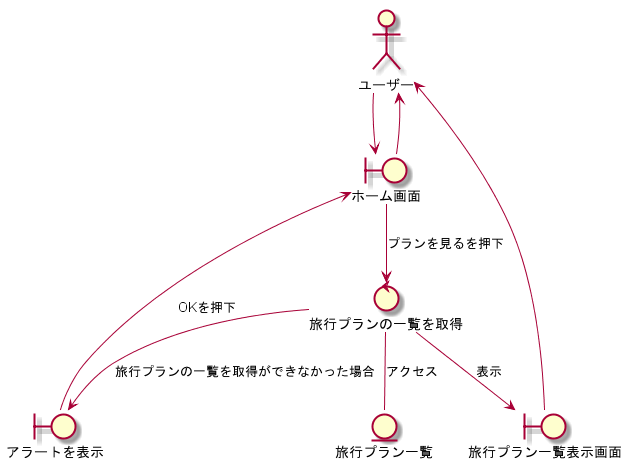 ユーザー
ホーム画面
プランを見るを押下
OKを押下
旅行プランの一覧を取得
旅行プランの一覧を取得ができなかった場合
アクセス
表示
アラートを表示
旅行プラン一覧
旅行プラン一覧表示画面